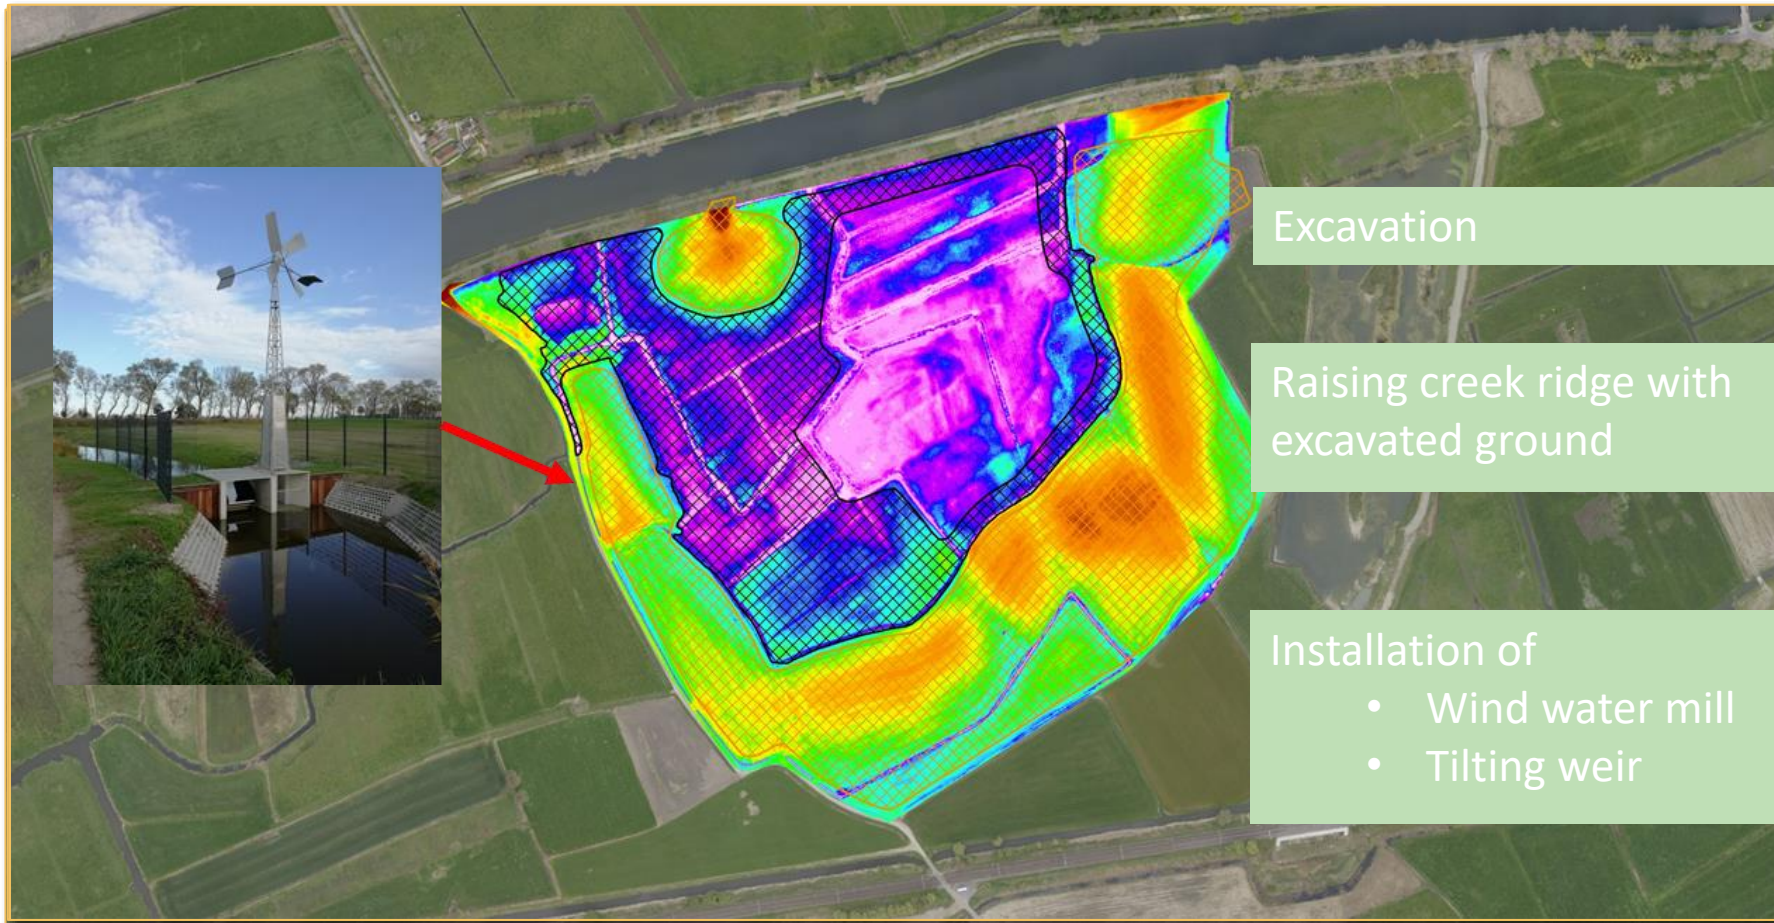 Excavation
Raising creek ridge with
excavated ground
Installation of
• Wind water mill
• Tilting weir